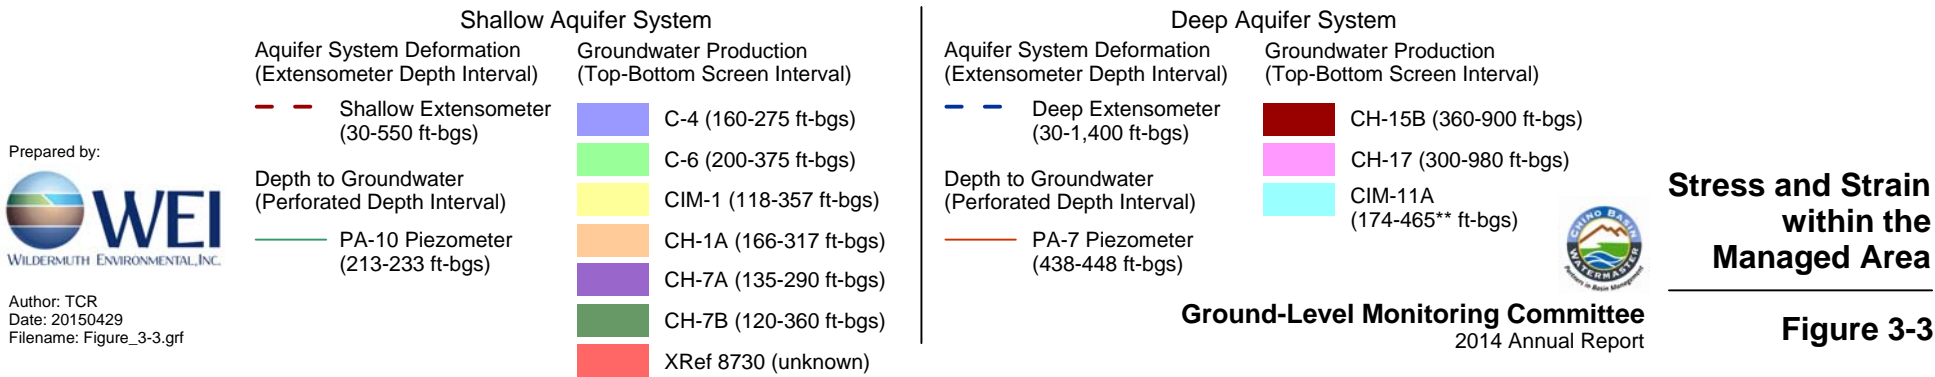 Shallow Aquifer System
Aquifer System Deformation
(Extensometer Depth Interval)
Shallow Extensometer
(30-550 ft-bgs)
Depth to Groundwater
(Perforated Depth Interval)
PA-10 Piezometer
(213-233 ft-bgs)
Groundwater Production
(Top-Bottom Screen Interval)
C-4 (160-275 ft-bgs)
C-6 (200-375 ft-bgs)
CIM-1 (118-357 ft-bgs)
CH-1A (166-317 ft-bgs)
CH-7A (135-290 ft-bgs)
CH-7B (120-360 ft-bgs)
XRef 8730 (unknown)
Deep Aquifer System
Aquifer System Deformation
(Extensometer Depth Interval)
Deep Extensometer
(30-1,400 ft-bgs)
Depth to Groundwater
(Perforated Depth Interval)
PA-7 Piezometer
(438-448 ft-bgs)
Groundwater Production
(Top-Bottom Screen Interval)
CH-15B (360-900 ft-bgs)
CH-17 (300-980 ft-bgs)
CIM-11A
(174-465** ft-bgs)
Prepared by:
WEI
WILDERMUTH ENVIRONMENTAL, INC.
Author: TCR
Date: 20150429
Filename: Figure_3-3.grf
CHINO BASIN
WATERMASTER
Partners in Basin Management
Ground-Level Monitoring Committee
2014 Annual Report
Stress and Strain
within the
Managed Area
Figure 3-3